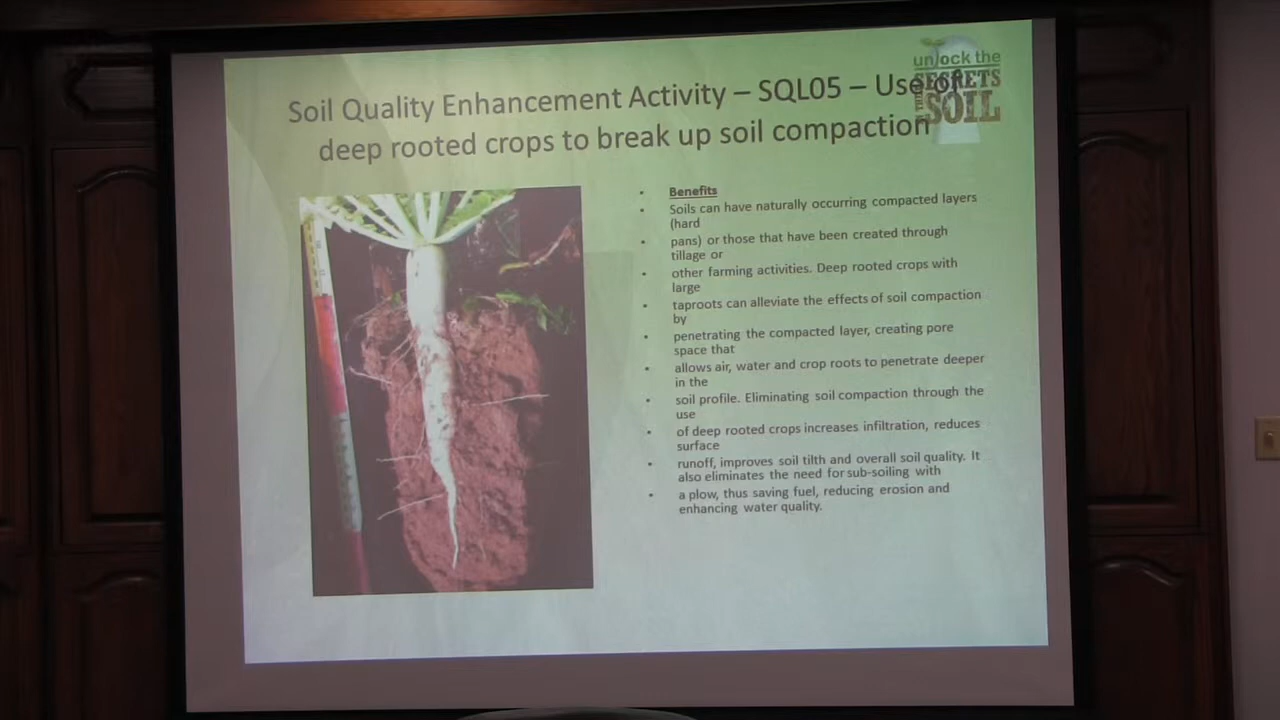 unlock the
SECRETS
IN THE
SOIL
Soil Quality Enhancement Activity – SQL05 – Use of
deep rooted crops to break up soil compaction
• Benefits
• Soils can have naturally occurring compacted layers
(hard
• pans) or those that have been created through
tillage or
• other farming activities. Deep rooted crops with
large
• taproots can alleviate the effects of soil compaction
by
• penetrating the compacted layer, creating pore
space that
• allows air, water and crop roots to penetrate deeper
in the
• soil profile. Eliminating soil compaction through the
use
• of deep rooted crops increases infiltration, reduces
surface
• runoff, improves soil tilth and overall soil quality. It
also eliminates the need for sub-soiling with
• a plow, thus saving fuel, reducing erosion and
enhancing water quality.